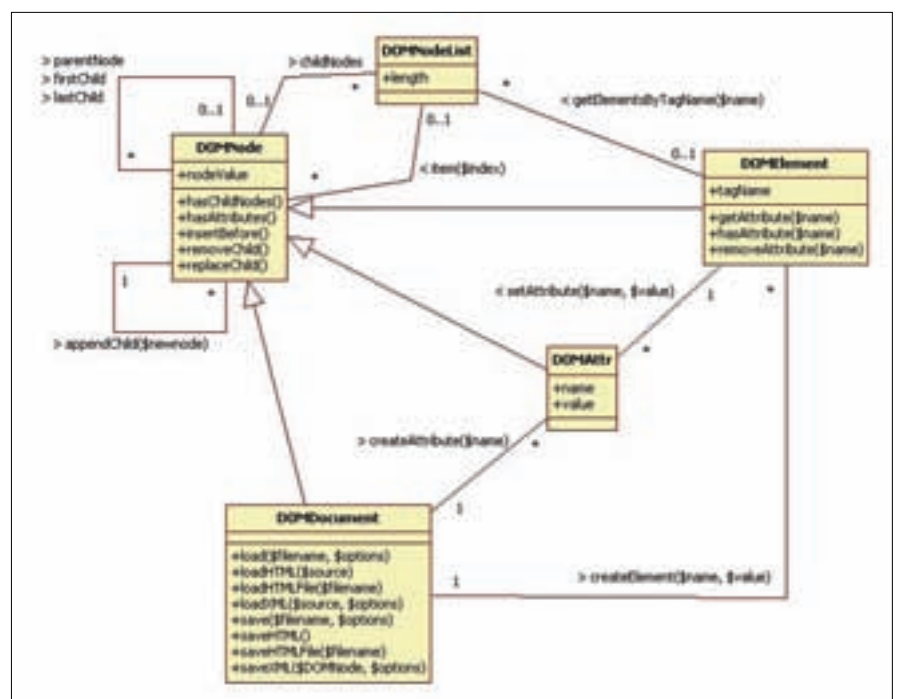 > parentNode
> firstChild
> lastChild
0..1
*
> childNodes
0..1
*
DOMNodeList
+length
*
< getElementsByTagName($name)
0..1
0..1
< item($index)
*
DOMNode
+nodeValue
+hasChildNodes()
+hasAttributes()
+insertBefore()
+removeChild()
+replaceChild()
DOMElement
+tagName
+getAttribute($name)
+hasAttribute($name)
+removeAttribute($name)
1
*
> appendChild($newnode)
< setAttribute($name, $value)
1
*
*
DOMAttr
+name
+value
> createAttribute($name)
*
1
DOMDocument
+load($filename, $options)
+loadHTML($source)
+loadHTMLFile($filename)
+loadXML($source, $options)
+save($filename, $options)
+saveHTML()
+saveHTMLFile($filename)
+saveXML($DOMNode, $options)
1
> createElement($name, $value)